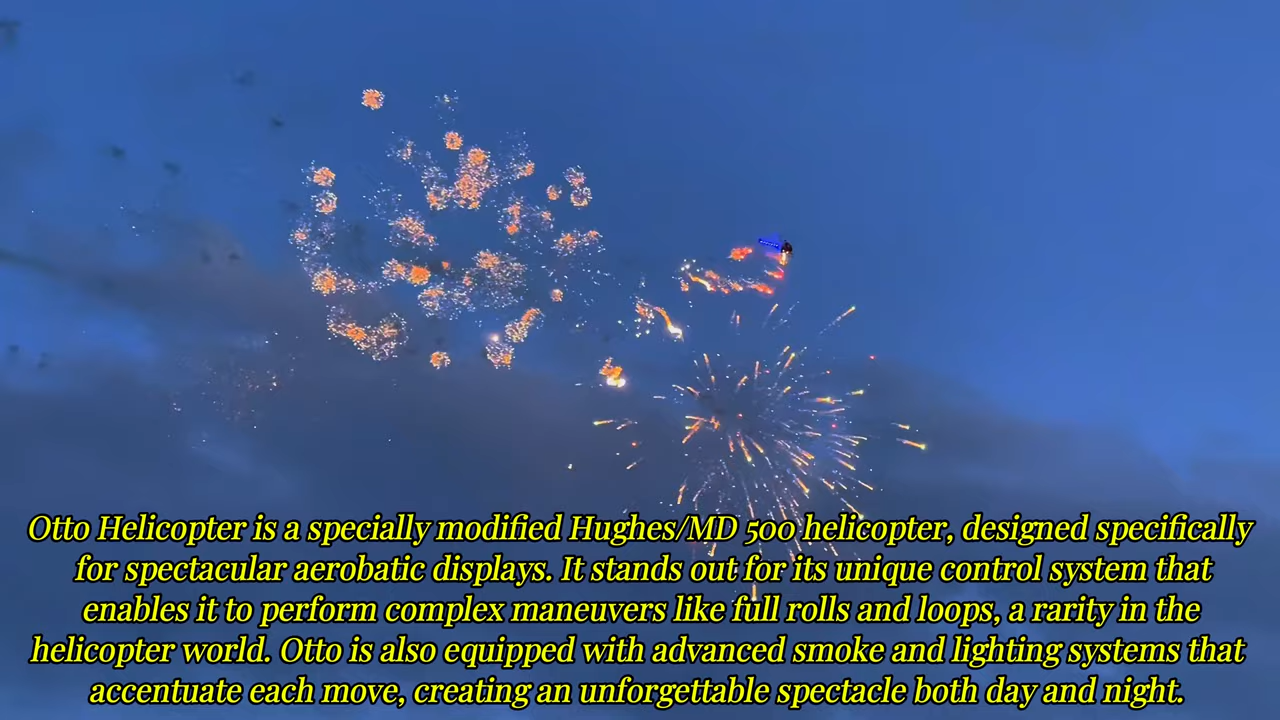 Otto Helicopter is a specially modified Hughes/MD 500 helicopter, designed specifically
for spectacular aerobatic displays. It stands out for its unique control system that
enables it to perform complex maneuvers like full rolls and loops, a rarity in the
helicopter world. Otto is also equipped with advanced smoke and lighting systems that
accentuate each move, creating an unforgettable spectacle both day and night.